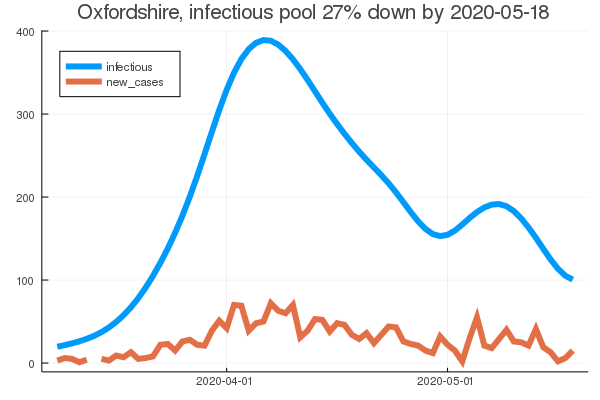 Oxfordshire, infectious pool 27% down by 2020-05-18
400
infectious
new_cases
300
200
100
0
2020-04-01 2020-05-01